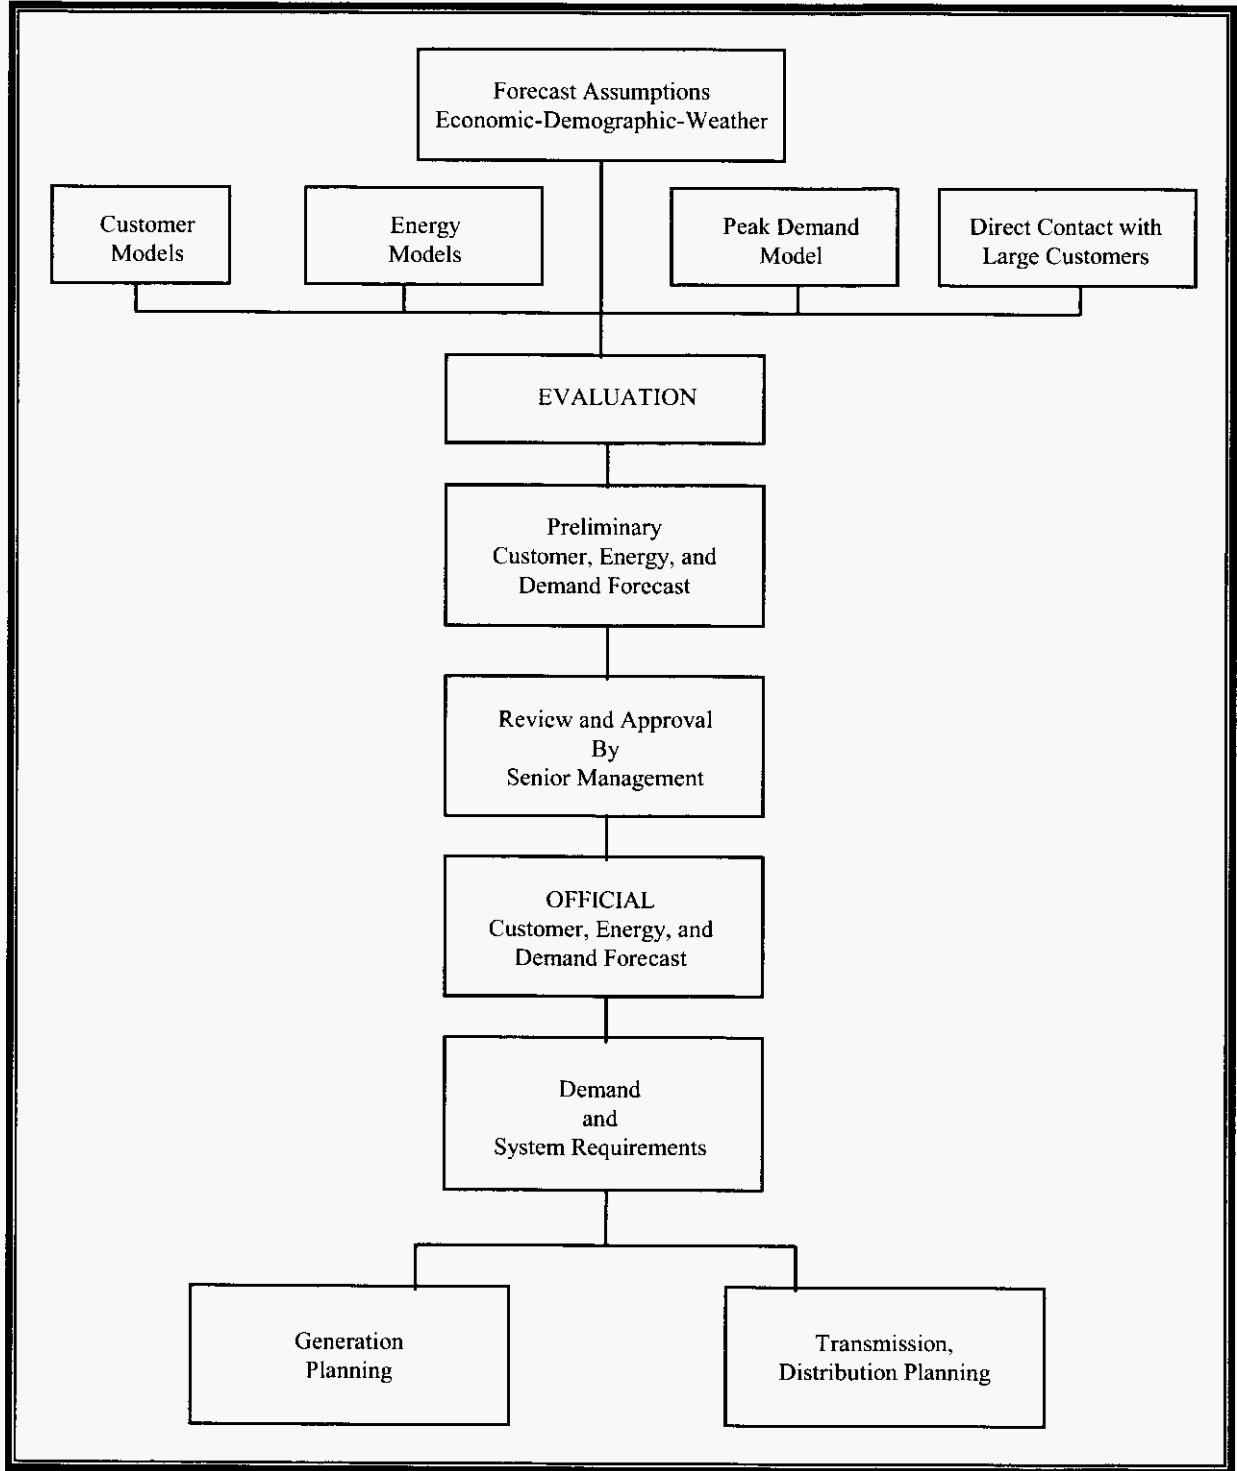 Forecast Assumptions
Economic-Demographic-Weather
Customer
Models
Energy
Models
Peak Demand
Model
Direct Contact with
Large Customers
EVALUATION
Preliminary
Customer, Energy, and
Demand Forecast
Review and Approval
By
Senior Management
OFFICIAL
Customer, Energy, and
Demand Forecast
Demand
and
System Requirements
Generation
Planning
Transmission,
Distribution Planning